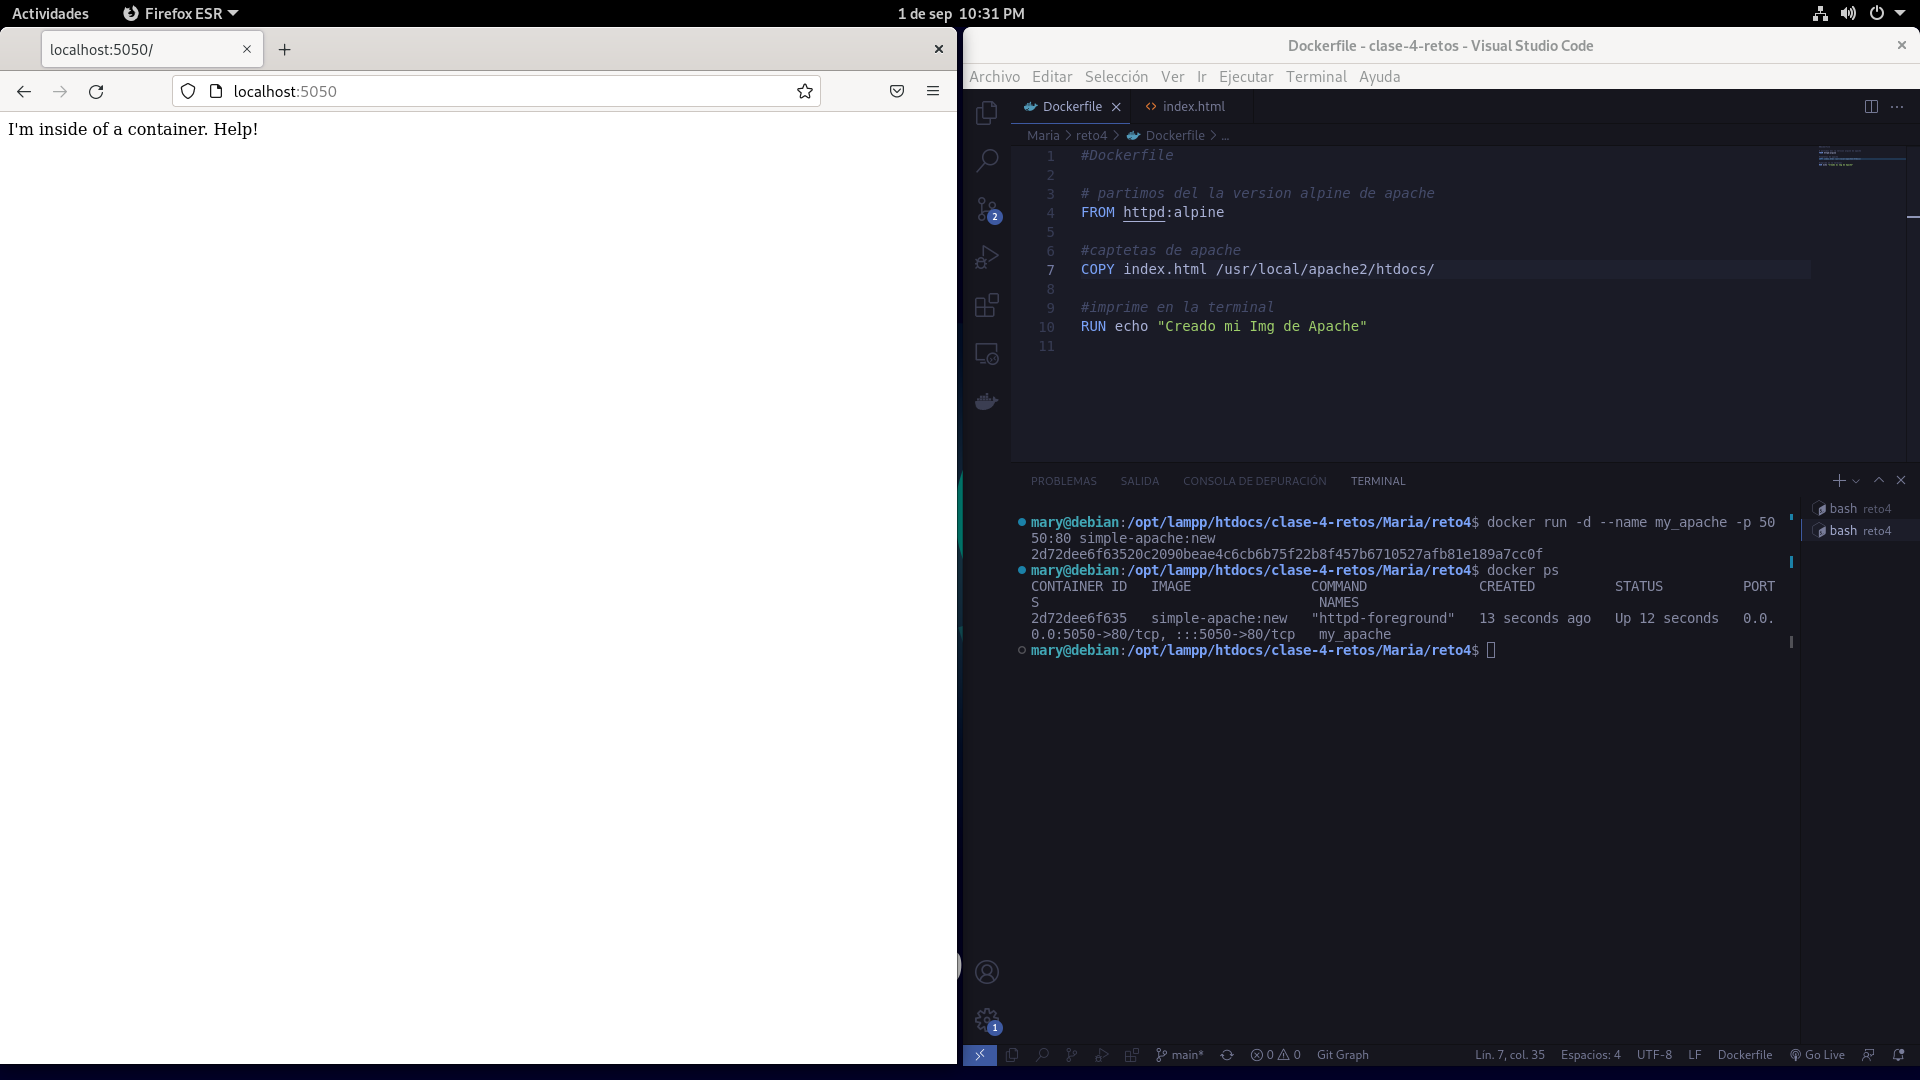 Actividades Firefox ESR 1 de sep 10:31 PM
localhost:5050/
localhost:5050
I'm inside of a container. Help!
Dockerfile - clase-4-retos - Visual Studio Code
Archivo Editar Selección Ver Ir Ejecutar Terminal Ayuda
Dockerfile index.html
Maria reto4 Dockerfile ...
1 #Dockerfile
2
3 # partimos del la version alpine de apache
4 FROM httpd:alpine
5
6 #captetas de apache
7 COPY index.html /usr/local/apache2/htdocs/
8
9 #imprime en la terminal
10 RUN echo "Creado mi Img de Apache"
11
2
PROBLEMAS SALIDA CONSOLA DE DEPURACIÓN TERMINAL
mary@debian:/opt/lampp/htdocs/clase-4-retos/Maria/reto4$ docker run -d --name my_apache -p 50
50:80 simple-apache:new
2d72dee6f63520c2090beae4c6cb6b75f22b8f457b6710527afb81e189a7cc0f
mary@debian:/opt/lampp/htdocs/clase-4-retos/Maria/reto4$ docker ps
CONTAINER ID IMAGE COMMAND CREATED STATUS PORT
S NAMES
2d72dee6f635 simple-apache:new "httpd-foreground" 13 seconds ago Up 12 seconds 0.0.
0.0:5050->80/tcp, :::5050->80/tcp my_apache
mary@debian:/opt/lampp/htdocs/clase-4-retos/Maria/reto4$
bash reto4
bash reto4
1
main* 0 0 Git Graph Lín. 7, col. 35 Espacios: 4 UTF-8 LF Dockerfile Go Live